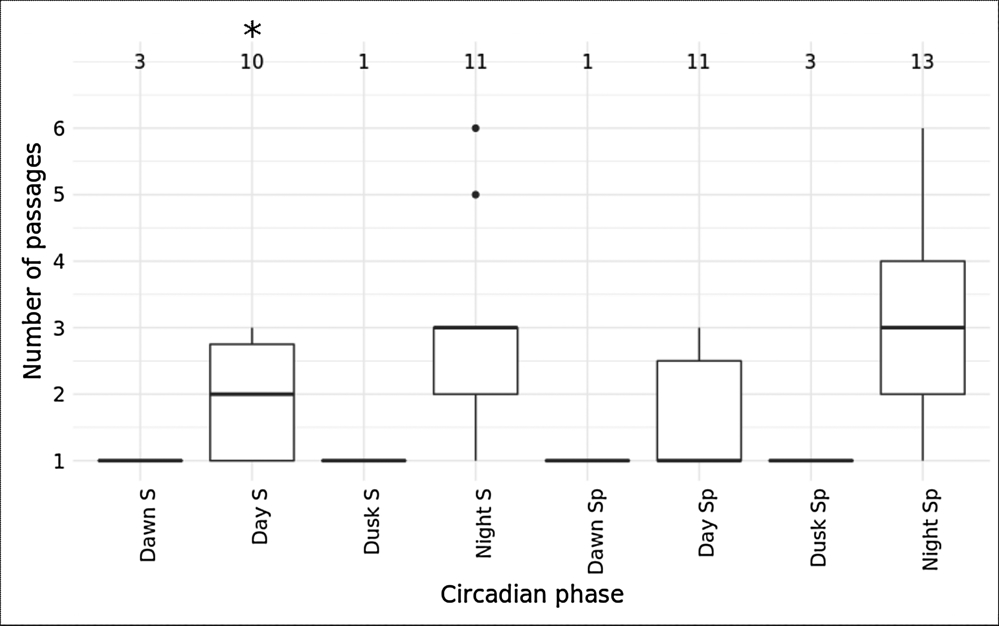 *
3 10 1 11 1 11 3 13
6
5
4
3
2
1
Number of passages
Dawn S
Day S
Dusk S
Night S
Dawn Sp
Day Sp
Dusk Sp
Night Sp
Circadian phase